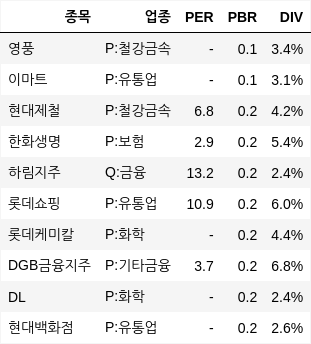 종목 업종 PER PBR DIV
영풍 P:철강금속 - 0.1 3.4%
이마트 P:유통업 - 0.1 3.1%
현대제철 P:철강금속 6.8 0.2 4.2%
한화생명 P:보험 2.9 0.2 5.4%
하림지주 Q:금융 13.2 0.2 2.4%
롯데쇼핑 P:유통업 10.9 0.2 6.0%
롯데케미칼 P:화학 - 0.2 4.4%
DGB금융지주 P:기타금융 3.7 0.2 6.8%
DL P:화학 - 0.2 2.4%
현대백화점 P:유통업 - 0.2 2.6%